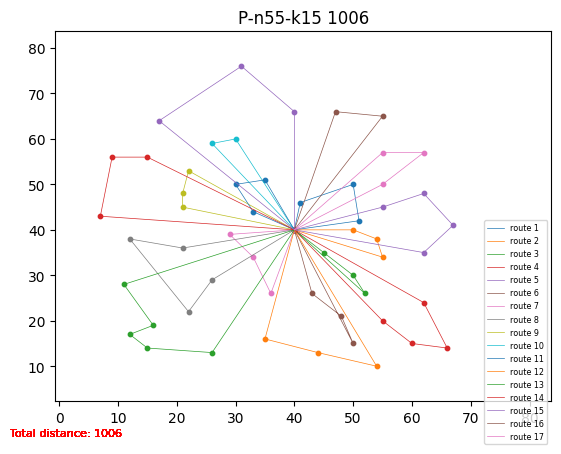 P-n55-k15 1006
80
70
60
50
40
30
20
10
0 10 20 30 40 50 60 70 80
route 1
route 2
route 3
route 4
route 5
route 6
route 7
route 8
route 9
route 10
route 11
route 12
route 13
route 14
route 15
route 16
route 17
Total distance: 1006